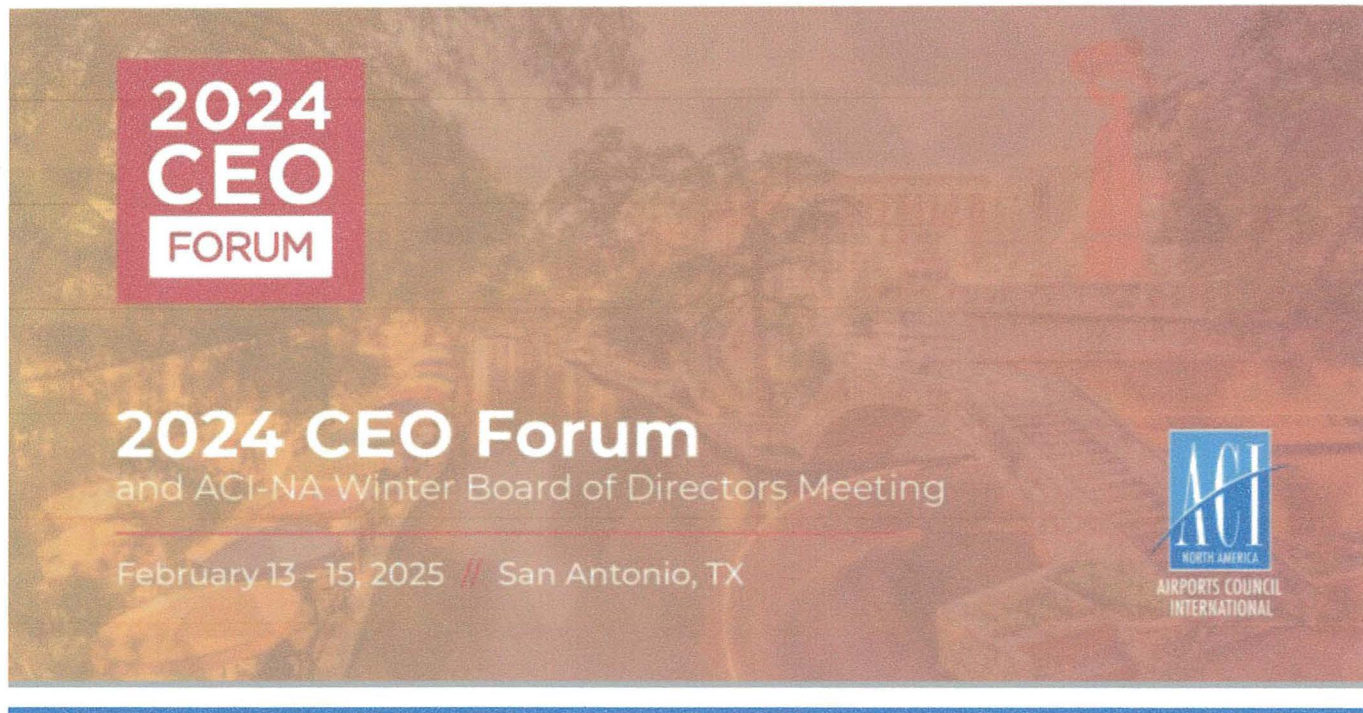 2024
CEO
FORUM
2024 CEO Forum
and ACI-NA Winter Board of Directors Meeting
February 13 - 15, 2025 // San Antonio, TX
ACI
NORTH AMERICA
AIRPORTS COUNCIL
INTERNATIONAL